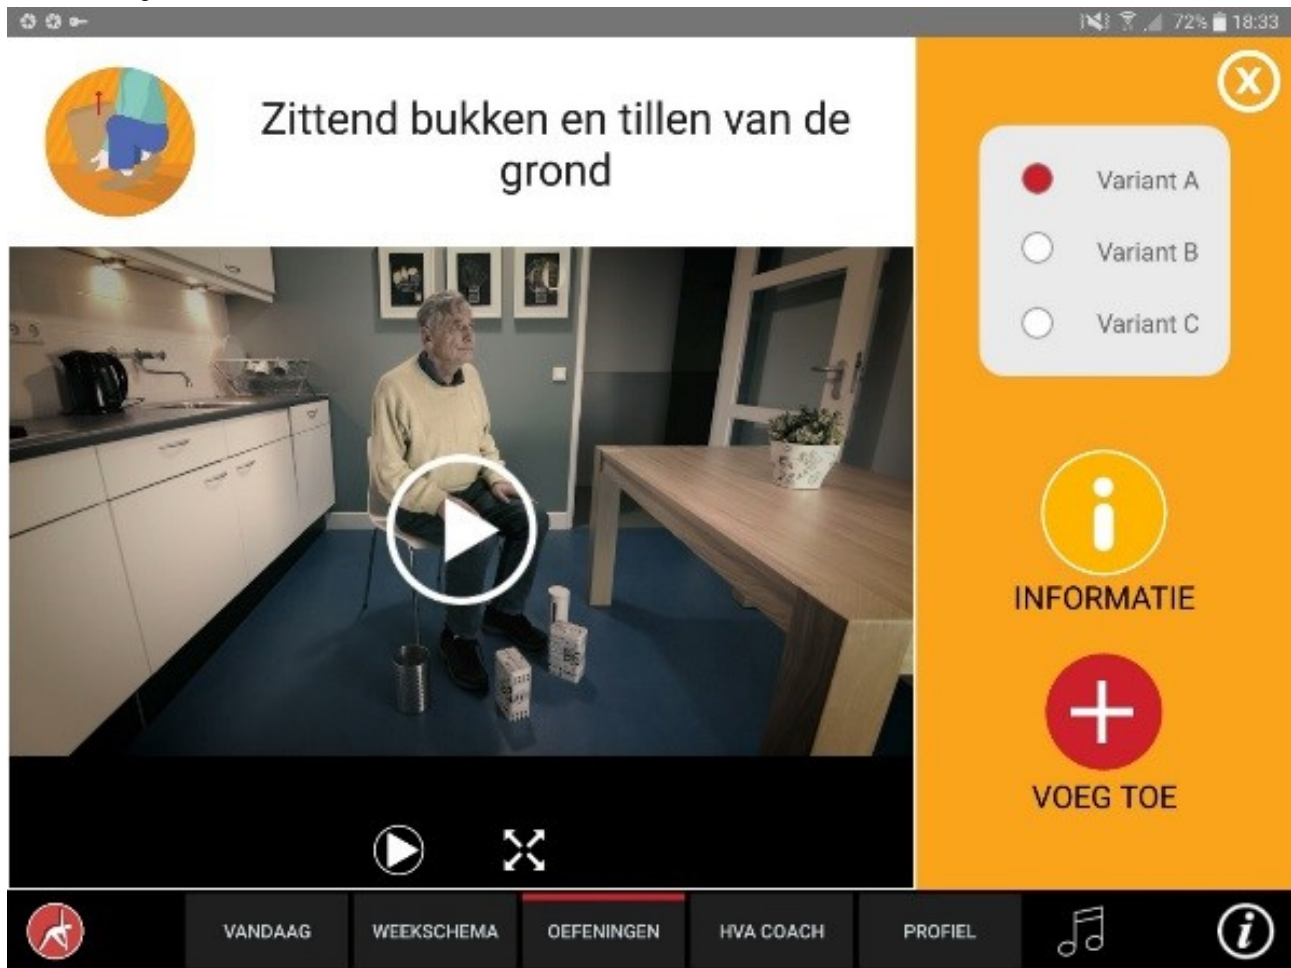 72% 18:33
Zittend bukken en tillen van de
grond
X
Variant A
Variant B
Variant C
INFORMATIE
VOEG TOE
VANDAAG
WEEKSCHEMA
OEFENINGEN
HVA COACH
PROFIEL